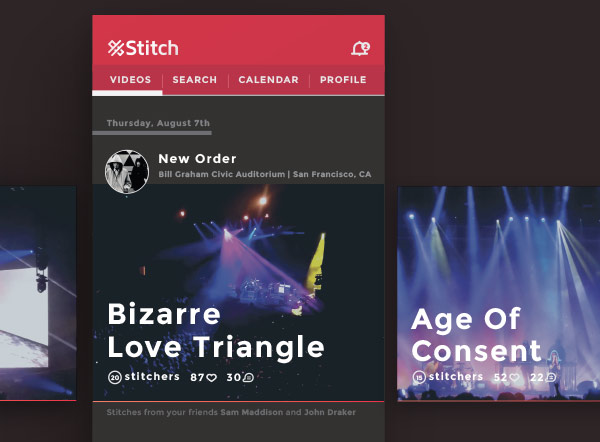 Stitch
2
VIDEOS
SEARCH
CALENDAR
PROFILE
Thursday, August 7th
New Order
Bill Graham Civic Auditorium | San Francisco, CA
Bizarre
Love Triangle
20 stitchers 87 30
Stitches from your friends Sam Maddison and John Draker
Age Of
Consent
15 stitchers 52 22